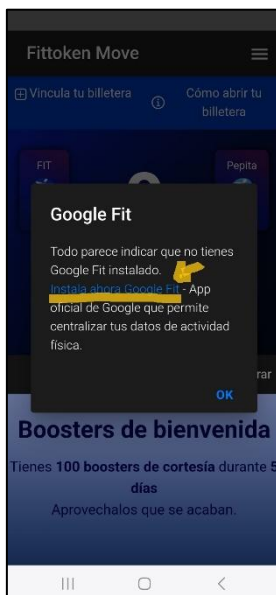 Fittoken Move
Vincula tu billetera
Cómo abrir tu
billetera
FIT
Pepita
Google Fit
Todo parece indicar que no tienes
Google Fit instalado.
Instala ahora Google Fit - App
oficial de Google que permite
centralizar tus datos de actividad
física.
rar
OK
Boosters de bienvenida
Tienes 100 boosters de cortesía durante 5
días
Aprovechalos que se acaban.